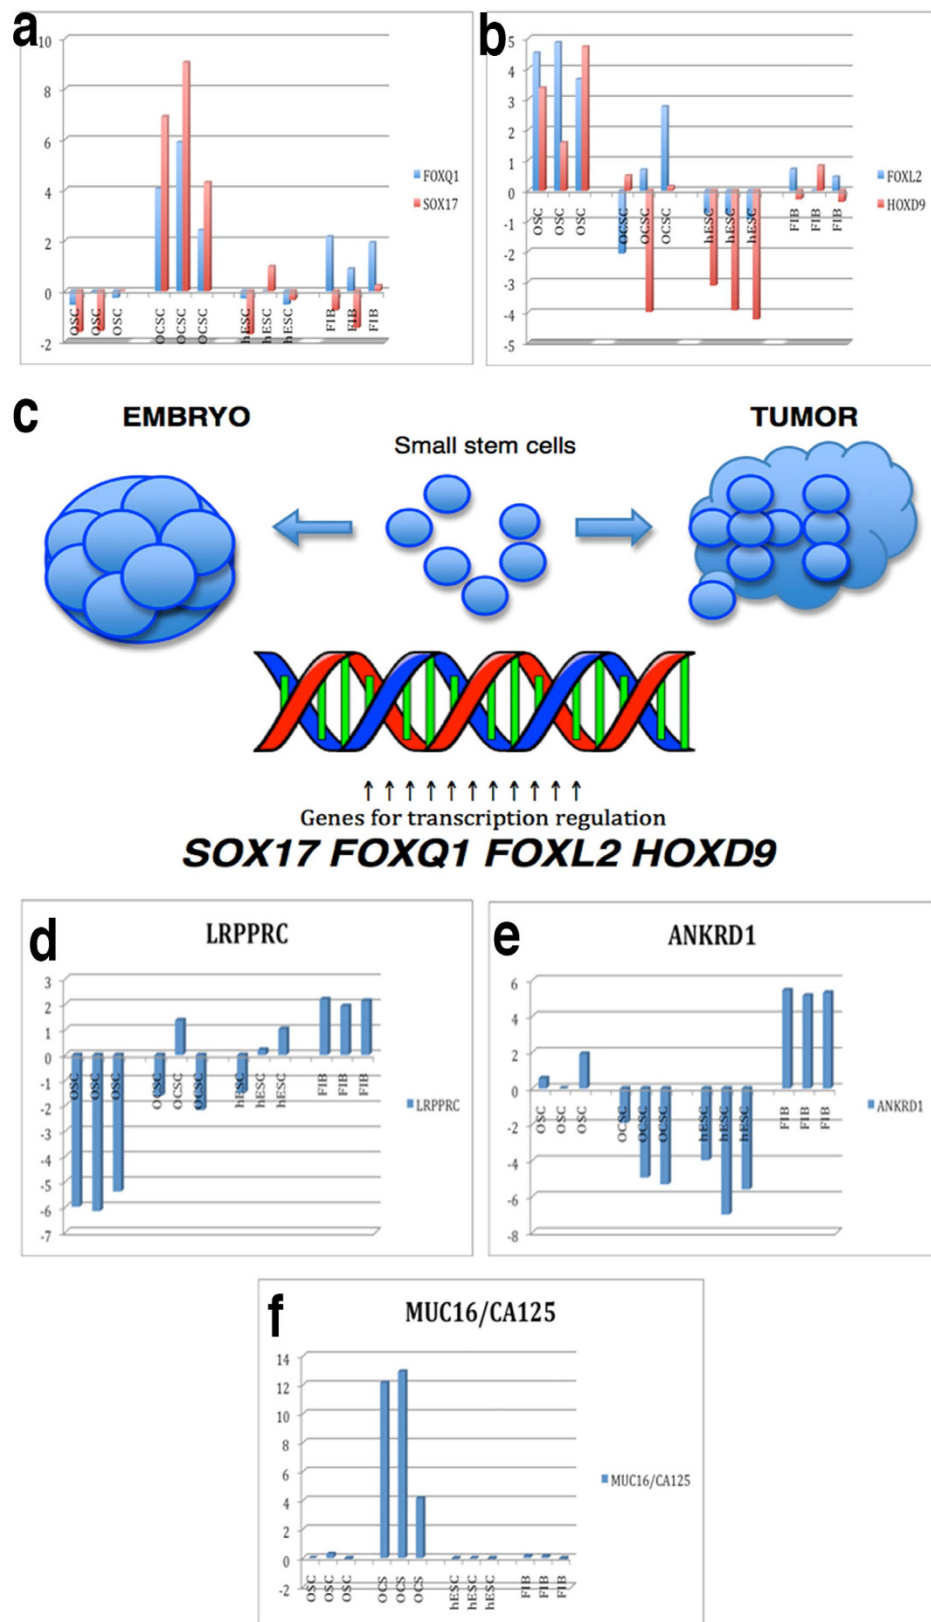 a
10
8
6
4
2
0
-2
OSC
OSC
OSC
OCSC
OCSC
OCSC
hESC
hESC
hESC
FIB
FIB
FIB
FOXQ1
SOX17
b
5
4
3
2
1
0
-1
-2
-3
-4
-5
OSC
OSC
OSC
OCSC
OCSC
OCSC
hESC
hESC
hESC
FIB
FIB
FIB
FOXL2
HOXD9
c
EMBRYO
Small stem cells
TUMOR
Genes for transcription regulation
SOX17 FOXQ1 FOXL2 HOXD9
d
LRPPRC
3
2
1
0
-1
-2
-3
-4
-5
-6
-7
OSC
OSC
OSC
OCSC
OCSC
OCSC
hESC
hESC
hESC
FIB
FIB
FIB
LRPPRC
e
ANKRD1
6
4
2
0
-2
-4
-6
-8
OSC
OSC
OSC
OCSC
OCSC
OCSC
hESC
hESC
hESC
FIB
FIB
FIB
ANKRD1
f
MUC16/CA125
14
12
10
8
6
4
2
0
-2
OSC
OSC
OSC
OCS
OCS
OCS
hESC
hESC
hESC
FIB
FIB
FIB
MUC16/CA125